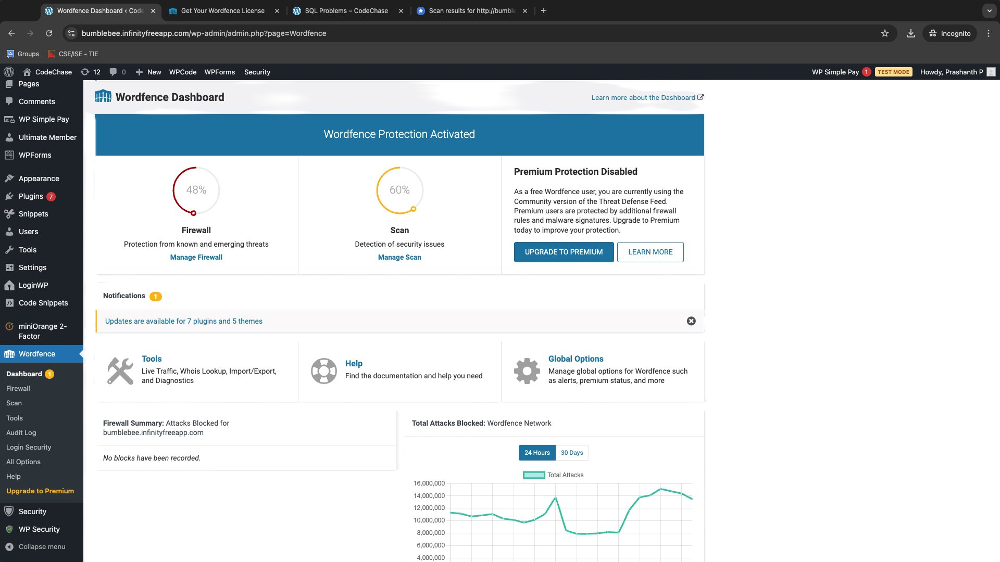 Wordfence Dashboard ‹ Code
Get Your Wordfence License
SQL Problems – CodeChase
Scan results for http://bumble
bumblebee.infinityfreeapp.com/wp-admin/admin.php?page=Wordfence
Incognito
Groups
CSE/ISE - TIE
CodeChase
12
0
New
WPCode
WPForms
Security
WP Simple Pay
1
TEST MODE
Howdy, Prashanth P
Pages
Comments
WP Simple Pay
Ultimate Member
WPForms
Appearance
Plugins 7
Snippets
Users
Tools
Settings
LoginWP
Code Snippets
miniOrange 2-
Factor
Wordfence
Dashboard 1
Firewall
Scan
Tools
Audit Log
Login Security
All Options
Help
Upgrade to Premium
Security
WP Security
Collapse menu
Wordfence Dashboard
Learn more about the Dashboard
Wordfence Protection Activated
48%
Firewall
Protection from known and emerging threats
Manage Firewall
60%
Scan
Detection of security issues
Manage Scan
Premium Protection Disabled
As a free Wordfence user, you are currently using the
Community version of the Threat Defense Feed.
Premium users are protected by additional firewall
rules and malware signatures. Upgrade to Premium
today to improve your protection.
UPGRADE TO PREMIUM
LEARN MORE
Notifications 1
Updates are available for 7 plugins and 5 themes
Tools
Live Traffic, Whois Lookup, Import/Export,
and Diagnostics
Help
Find the documentation and help you need
Global Options
Manage global options for Wordfence such
as alerts, premium status, and more
Firewall Summary: Attacks Blocked for
bumblebee.infinityfreeapp.com
No blocks have been recorded.
Total Attacks Blocked: Wordfence Network
24 Hours
30 Days
Total Attacks
16,000,000
14,000,000
12,000,000
10,000,000
8,000,000
6,000,000
4,000,000